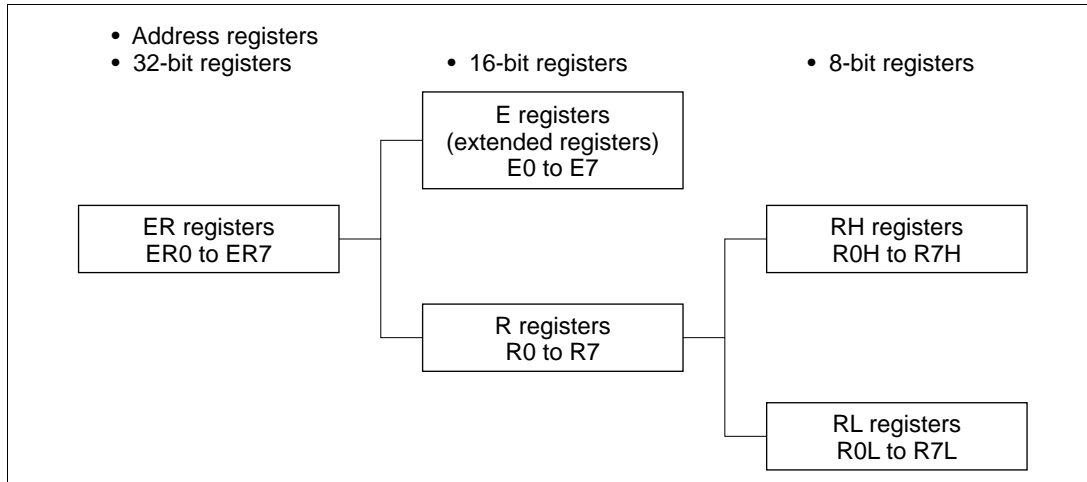 • Address registers
• 32-bit registers
• 16-bit registers
• 8-bit registers
E registers
(extended registers)
E0 to E7
ER registers
ER0 to ER7
RH registers
R0H to R7H
R registers
R0 to R7
RL registers
R0L to R7L